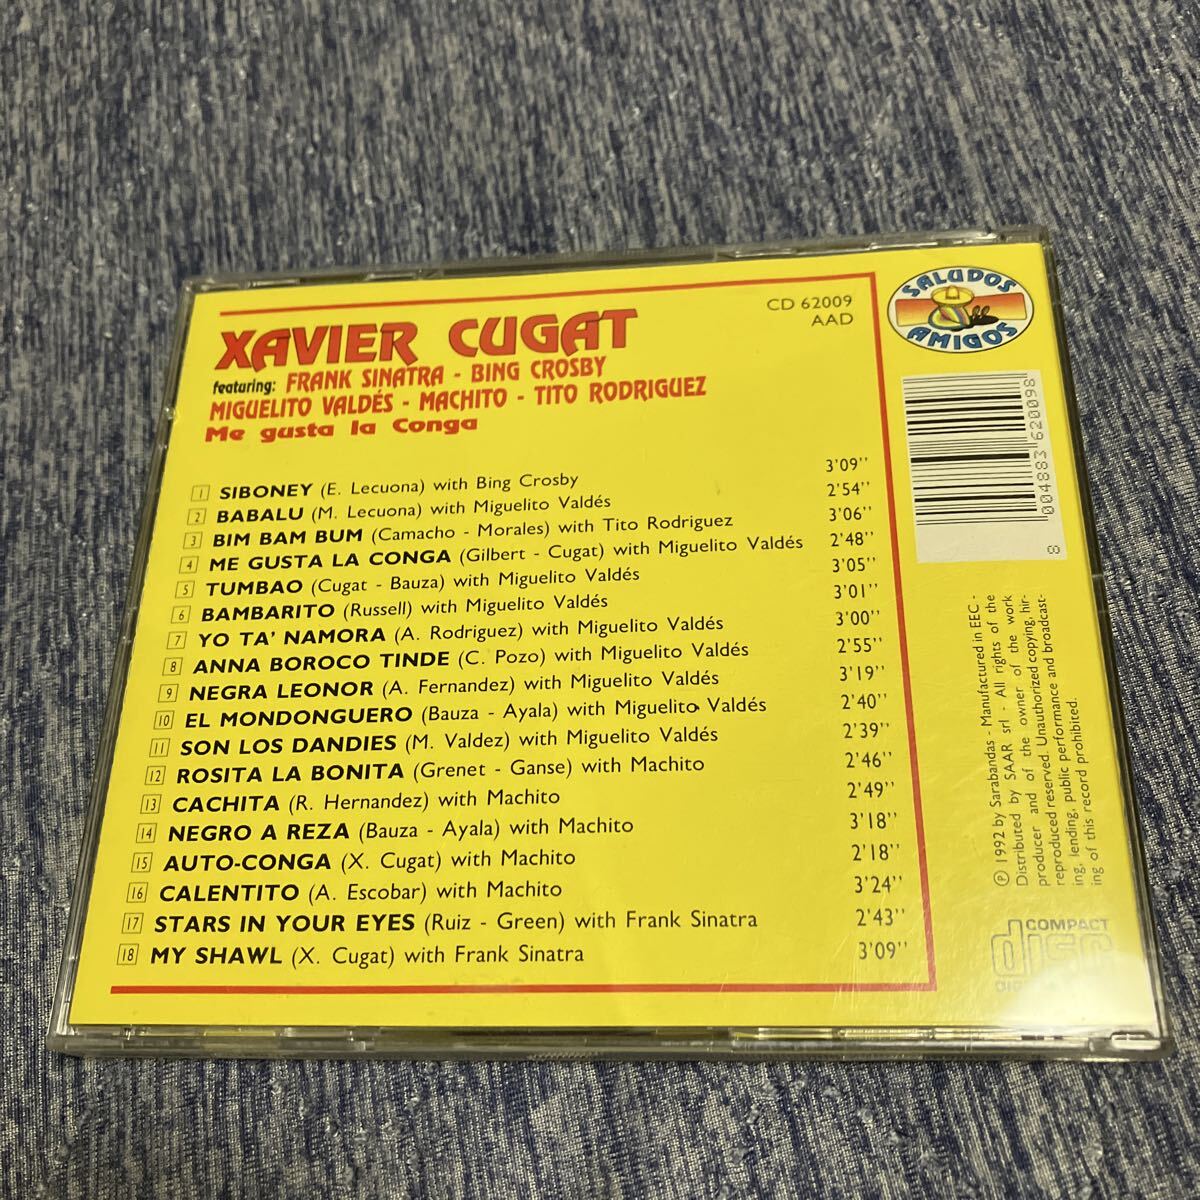 XAVIER CUGAT
featuring: FRANK SINATRA - BING CROSBY
MIGUELITO VALDÉS - MACHITO - TITO RODRIGUEZ
Me gusta la Conga
CD 62009
AAD
SALUDOS
AMIGOS
1 SIBONEY (E. Lecuona) with Bing Crosby 3'09''
2 BABALU (M. Lecuona) with Miguelito Valdés 2'54''
3 BIM BAM BUM (Camacho - Morales) with Tito Rodriguez 3'06''
4 ME GUSTA LA CONGA (Gilbert - Cugat) with Miguelito Valdés 2'48''
5 TUMBAO (Cugat - Bauza) with Miguelito Valdés 3'05''
6 BAMBARITO (Russell) with Miguelito Valdés 3'01''
7 YO TA' NAMORA (A. Rodriguez) with Miguelito Valdés 3'00''
8 ANNA BOROCO TINDE (C. Pozo) with Miguelito Valdés 2'55''
9 NEGRA LEONOR (A. Fernandez) with Miguelito Valdés 3'19''
10 EL MONDONGUERO (Bauza - Ayala) with Miguelito Valdés 2'40''
11 SON LOS DANDIES (M. Valdez) with Miguelito Valdés 2'39''
12 ROSITA LA BONITA (Grenet - Ganse) with Machito 2'46''
13 CACHITA (R. Hernandez) with Machito 2'49''
14 NEGRO A REZA (Bauza - Ayala) with Machito 3'18''
15 AUTO-CONGA (X. Cugat) with Machito 2'18''
16 CALENTITO (A. Escobar) with Machito 3'24''
17 STARS IN YOUR EYES (Ruiz - Green) with Frank Sinatra 2'43''
18 MY SHAWL (X. Cugat) with Frank Sinatra 3'09''
8 004883 620098
℗ 1992 by Sarabandas - Manufactured in EEC -
Distributed by SAAR srl - All rights of the
producer and of the owner of the work
reproduced reserved. Unauthorized copying, hir-
ing, lending, public performance and broadcast-
ing of this record prohibited.
COMPACT
disc